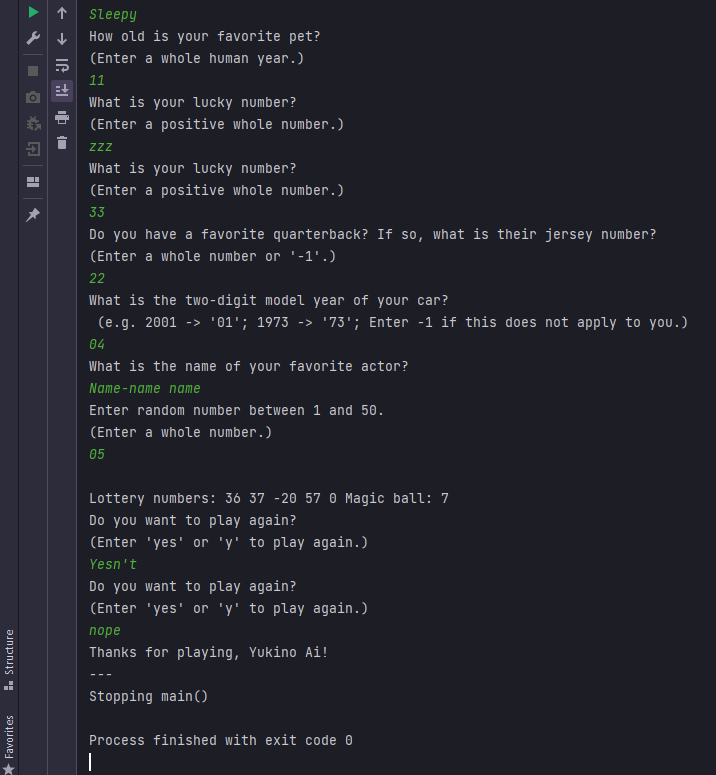 Sleepy
How old is your favorite pet?
(Enter a whole human year.)
11
What is your lucky number?
(Enter a positive whole number.)
zzz
What is your lucky number?
(Enter a positive whole number.)
33
Do you have a favorite quarterback? If so, what is their jersey number?
(Enter a whole number or '-1'.)
22
What is the two-digit model year of your car?
(e.g. 2001 -> '01'; 1973 -> '73'; Enter -1 if this does not apply to you.)
04
What is the name of your favorite actor?
Name-name name
Enter random number between 1 and 50.
(Enter a whole number.)
05
Lottery numbers: 36 37 -20 57 0 Magic ball: 7
Do you want to play again?
(Enter 'yes' or 'y' to play again.)
Yesn't
Do you want to play again?
(Enter 'yes' or 'y' to play again.)
nope
Thanks for playing, Yukino Ai!
---
Stopping main()
Process finished with exit code 0
Structure
Favorites